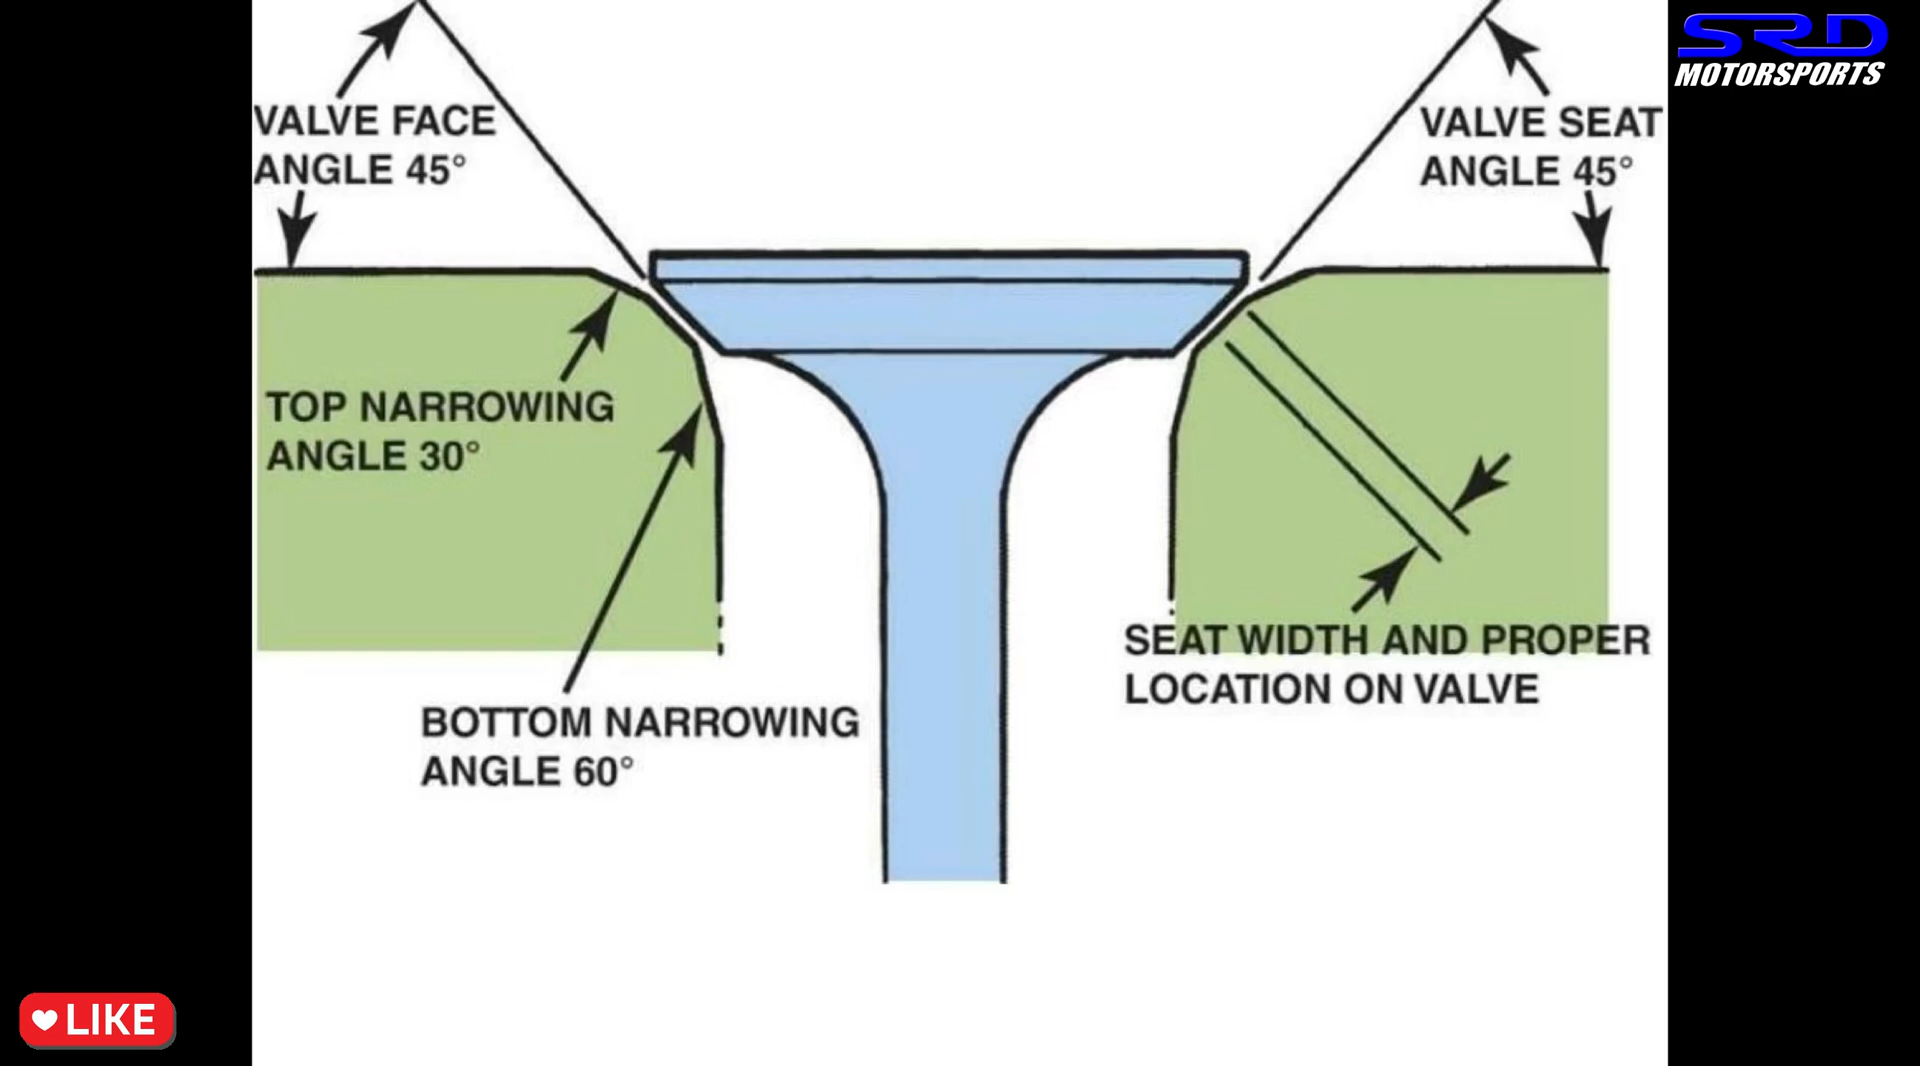 SRD
MOTORSPORTS
VALVE FACE
ANGLE 45°
VALVE SEAT
ANGLE 45°
TOP NARROWING
ANGLE 30°
SEAT WIDTH AND PROPER
LOCATION ON VALVE
BOTTOM NARROWING
ANGLE 60°
LIKE